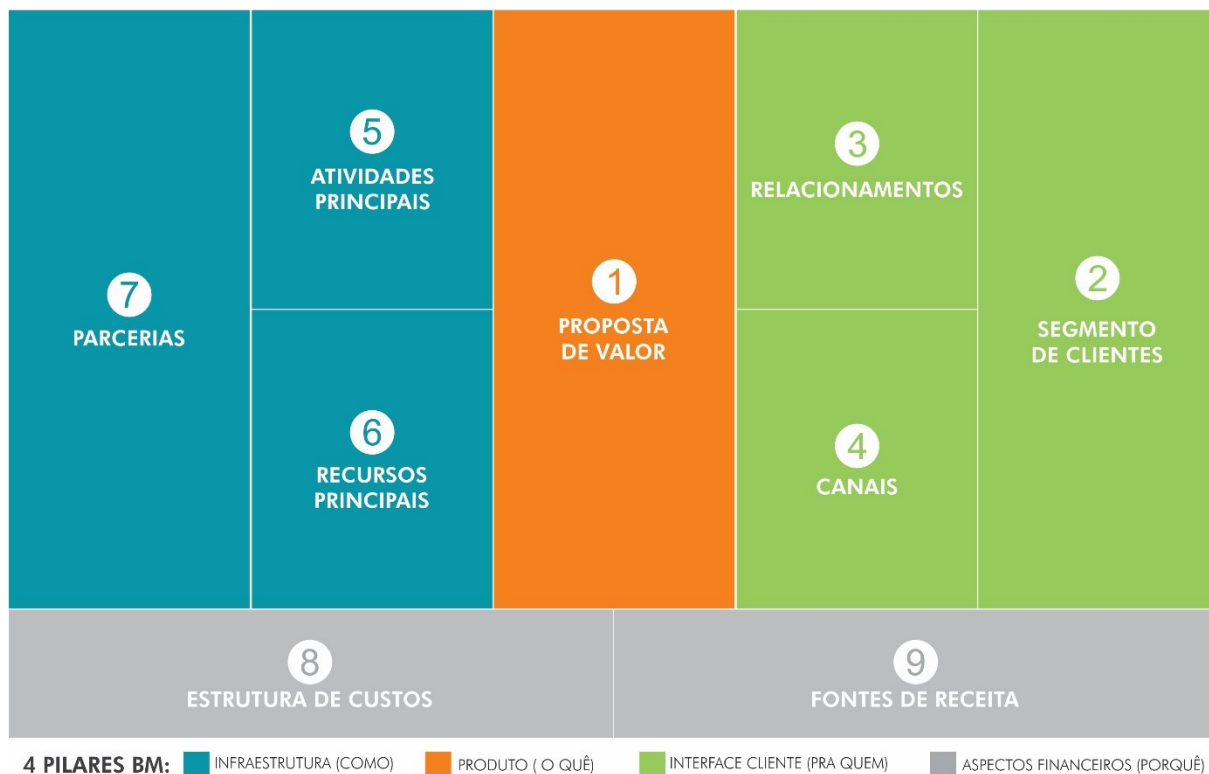 5
ATIVIDADES
PRINCIPAIS
3
RELACIONAMENTOS
7
PARCERIAS
1
PROPOSTA
DE VALOR
2
SEGMENTO
DE CLIENTES
6
RECURSOS
PRINCIPAIS
4
CANAIS
8
ESTRUTURA DE CUSTOS
9
FONTES DE RECEITA
4 PILARES BM: INFRAESTRUTURA (COMO) PRODUTO ( O QUÊ) INTERFACE CLIENTE (PRA QUEM) ASPECTOS FINANCEIROS (PORQUÊ)